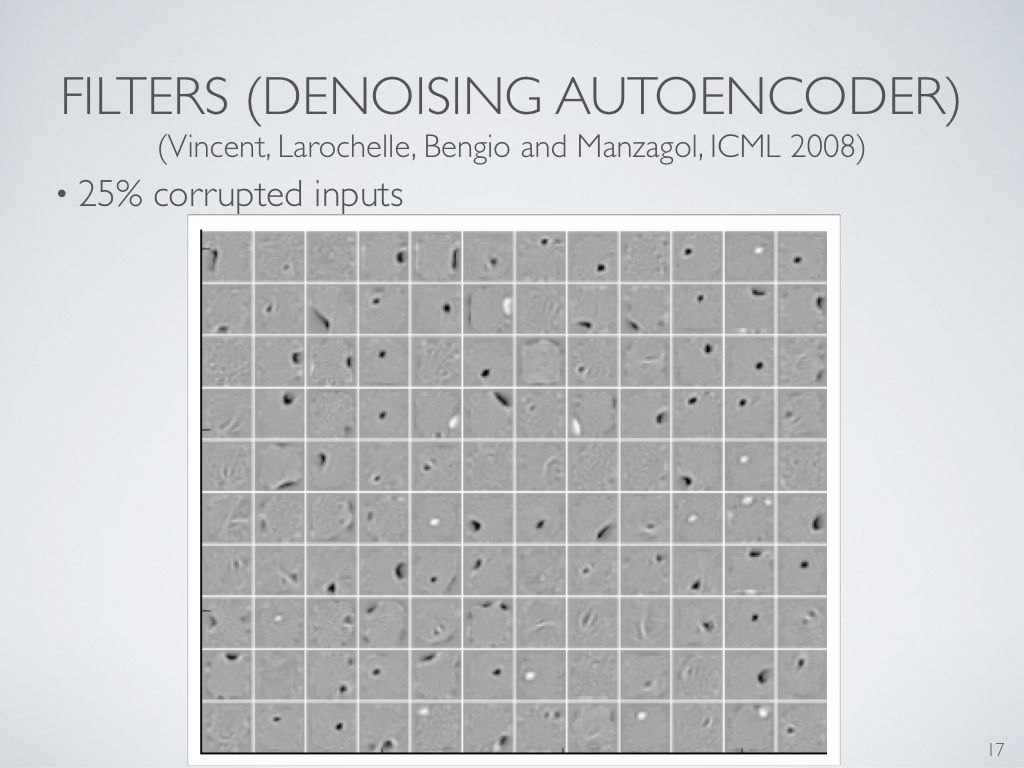 FILTERS (DENOISING AUTOENCODER)
(Vincent, Larochelle, Bengio and Manzagol, ICML 2008)
• 25% corrupted inputs
17